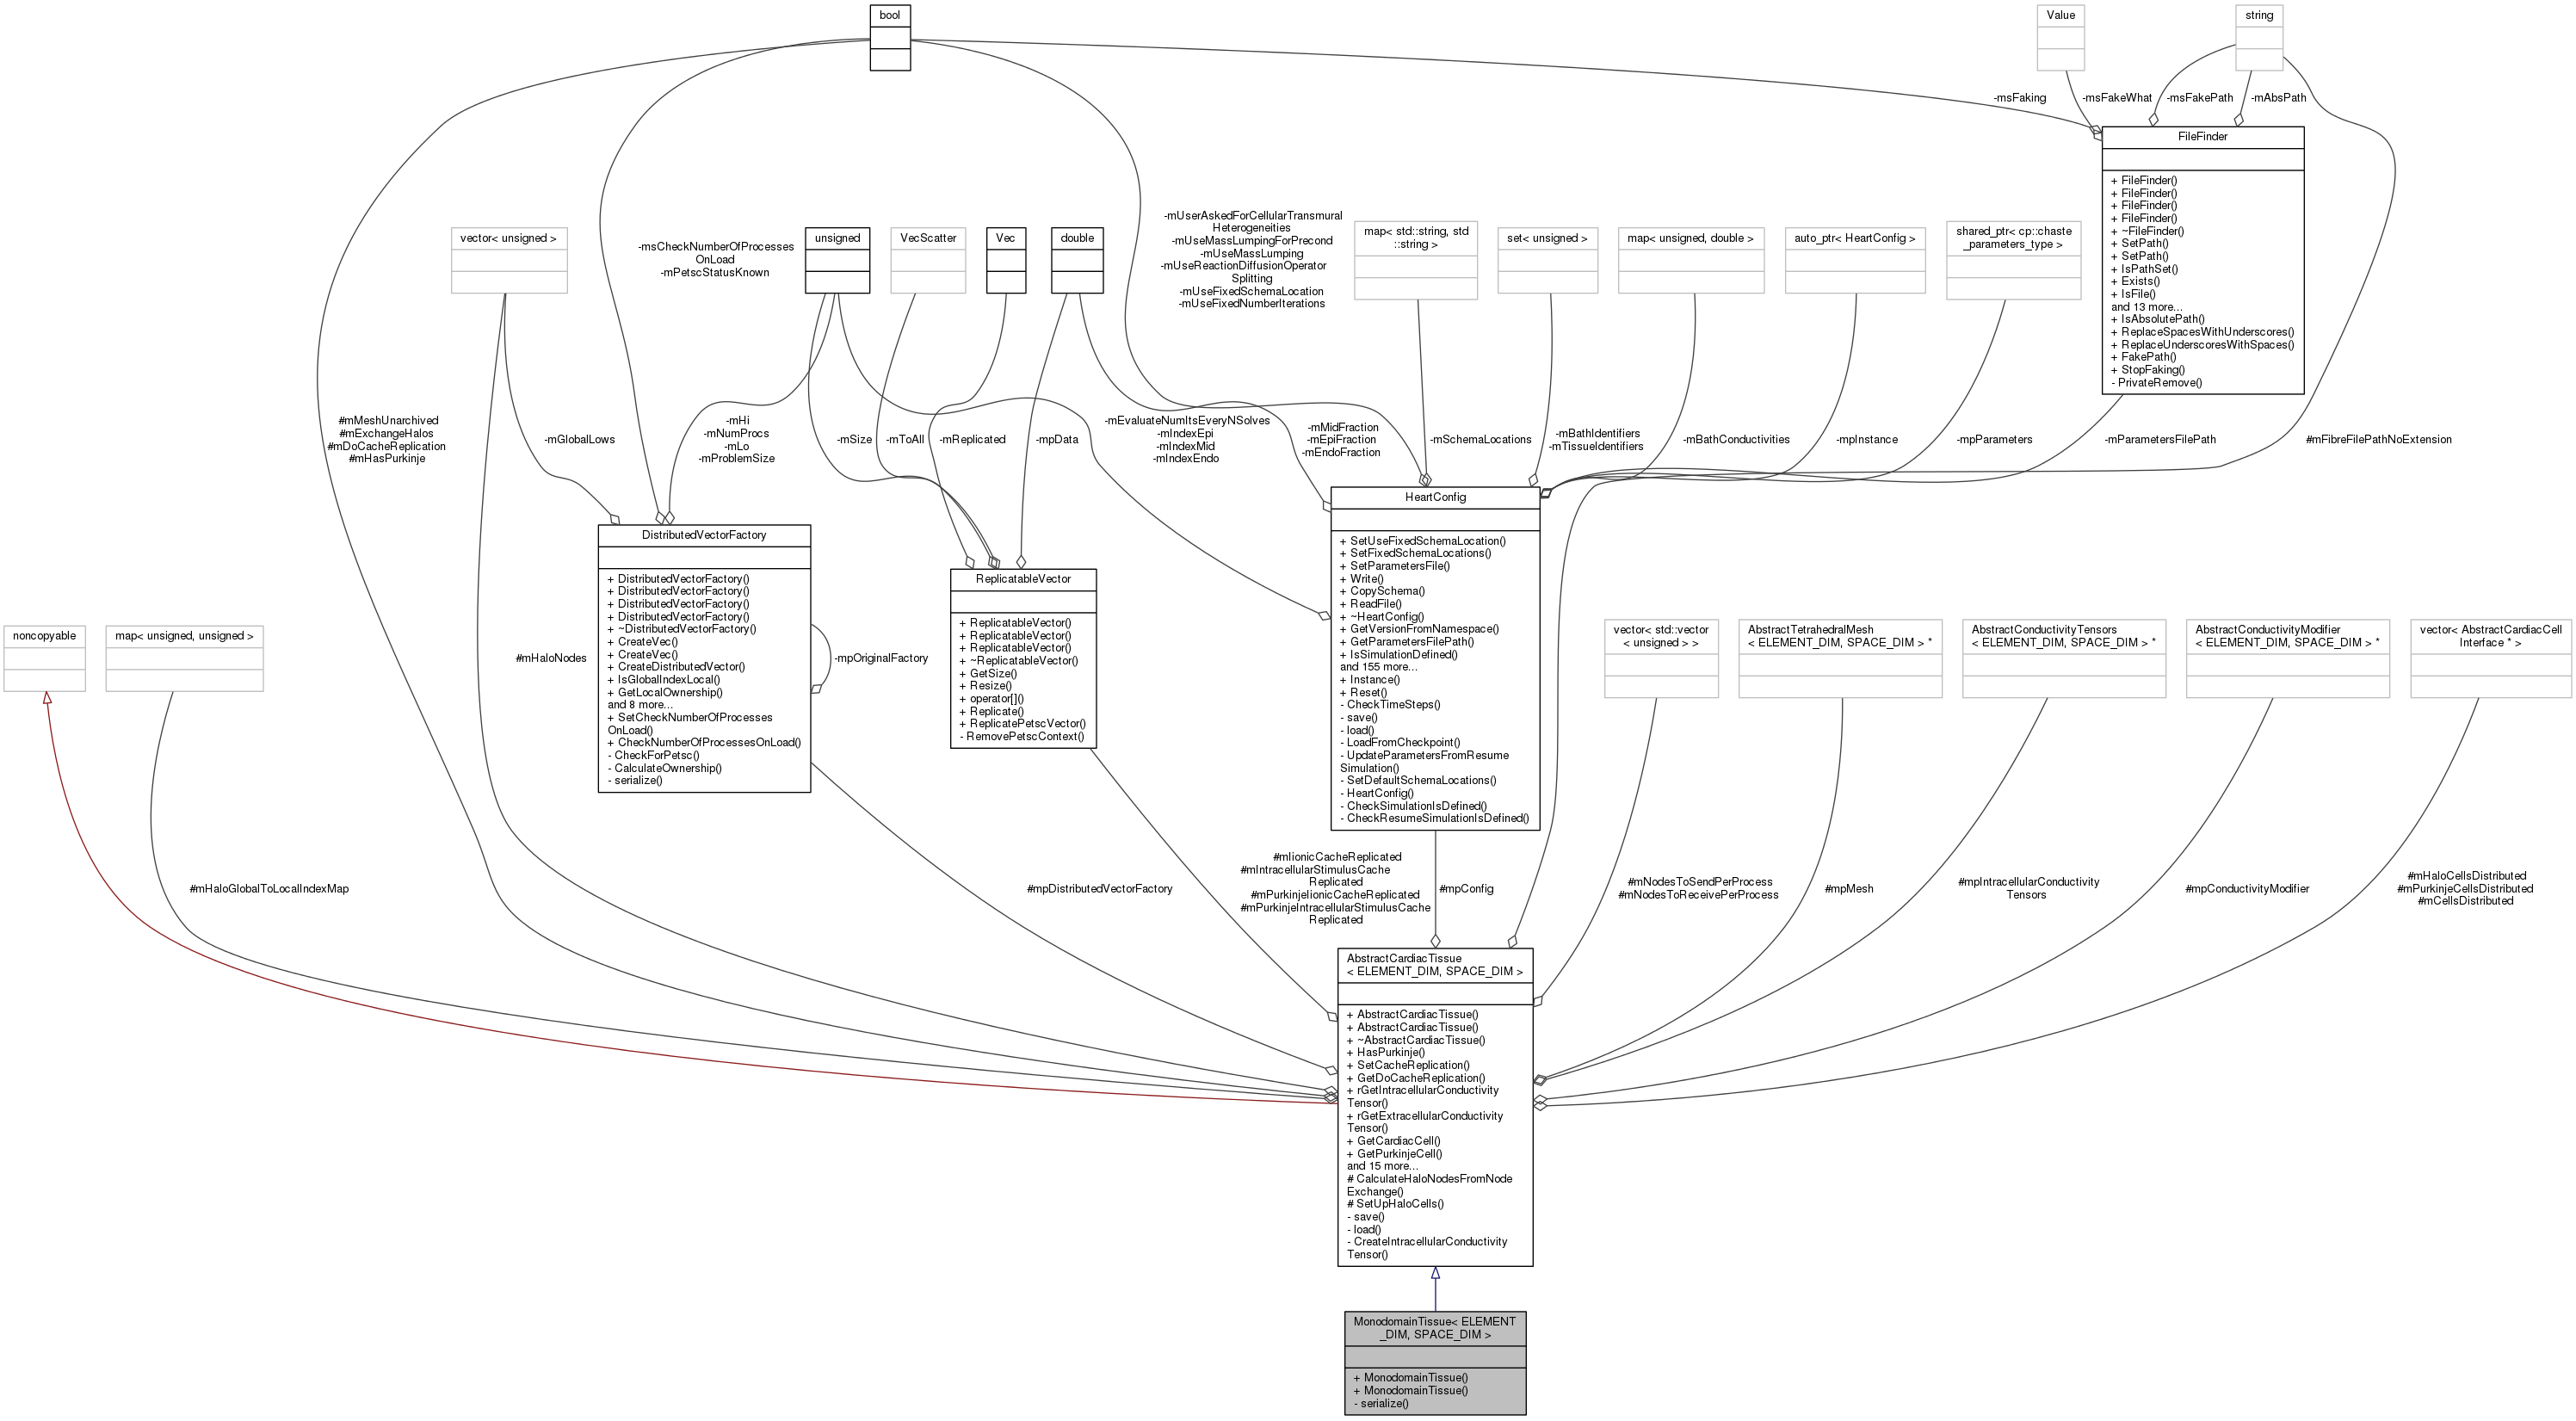 bool
Value
string
-msFaking
-msFakeWhat
-msFakePath
-mAbsPath
FileFinder
+ FileFinder()
+ FileFinder()
+ FileFinder()
+ FileFinder()
+ ~FileFinder()
+ SetPath()
+ SetPath()
+ IsPathSet()
+ Exists()
+ IsFile()
and 13 more...
+ IsAbsolutePath()
+ ReplaceSpacesWithUnderscores()
+ ReplaceUnderscoresWithSpaces()
+ FakePath()
+ StopFaking()
- PrivateRemove()
vector< unsigned >
-msCheckNumberOfProcesses
OnLoad
-mPetscStatusKnown
unsigned
VecScatter
Vec
double
-mUserAskedForCellularTransmural
Heterogeneities
-mUseMassLumpingForPrecond
-mUseMassLumping
-mUseReactionDiffusionOperator
Splitting
-mUseFixedSchemaLocation
-mUseFixedNumberIterations
map< std::string, std
::string >
set< unsigned >
map< unsigned, double >
auto_ptr< HeartConfig >
shared_ptr< cp::chaste
_parameters_type >
#mMeshUnarchived
#mExchangeHalos
#mDoCacheReplication
#mHasPurkinje
-mGlobalLows
-mHi
-mNumProcs
-mLo
-mProblemSize
-mSize
-mToAll
-mReplicated
-mpData
-mEvaluateNumItsEveryNSolves
-mIndexEpi
-mIndexMid
-mIndexEndo
-mMidFraction
-mEpiFraction
-mEndoFraction
-mSchemaLocations
-mBathIdentifiers
-mTissueIdentifiers
-mBathConductivities
-mpInstance
-mpParameters
-mParametersFilePath
#mFibreFilePathNoExtension
DistributedVectorFactory
+ DistributedVectorFactory()
+ DistributedVectorFactory()
+ DistributedVectorFactory()
+ DistributedVectorFactory()
+ ~DistributedVectorFactory()
+ CreateVec()
+ CreateVec()
+ CreateDistributedVector()
+ IsGlobalIndexLocal()
+ GetLocalOwnership()
and 8 more...
+ SetCheckNumberOfProcesses
OnLoad()
+ CheckNumberOfProcessesOnLoad()
- CheckForPetsc()
- CalculateOwnership()
- serialize()
-mpOriginalFactory
ReplicatableVector
+ ReplicatableVector()
+ ReplicatableVector()
+ ReplicatableVector()
+ ~ReplicatableVector()
+ GetSize()
+ Resize()
+ operator[]()
+ Replicate()
+ ReplicatePetscVector()
- RemovePetscContext()
HeartConfig
+ SetUseFixedSchemaLocation()
+ SetFixedSchemaLocations()
+ SetParametersFile()
+ Write()
+ CopySchema()
+ ReadFile()
+ ~HeartConfig()
+ GetVersionFromNamespace()
+ GetParametersFilePath()
+ IsSimulationDefined()
and 155 more...
+ Instance()
+ Reset()
- CheckTimeSteps()
- save()
- load()
- LoadFromCheckpoint()
- UpdateParametersFromResume
Simulation()
- SetDefaultSchemaLocations()
- HeartConfig()
- CheckSimulationIsDefined()
- CheckResumeSimulationIsDefined()
noncopyable
map< unsigned, unsigned >
#mHaloNodes
vector< std::vector
< unsigned > >
AbstractTetrahedralMesh
< ELEMENT_DIM, SPACE_DIM > *
AbstractConductivityTensors
< ELEMENT_DIM, SPACE_DIM > *
AbstractConductivityModifier
< ELEMENT_DIM, SPACE_DIM > *
vector< AbstractCardiacCell
Interface * >
#mHaloGlobalToLocalIndexMap
#mpDistributedVectorFactory
#mIionicCacheReplicated
#mIntracellularStimulusCache
Replicated
#mPurkinjeIionicCacheReplicated
#mPurkinjeIntracellularStimulusCache
Replicated
#mpConfig
#mNodesToSendPerProcess
#mNodesToReceivePerProcess
#mpMesh
#mpIntracellularConductivity
Tensors
#mpConductivityModifier
#mHaloCellsDistributed
#mPurkinjeCellsDistributed
#mCellsDistributed
AbstractCardiacTissue
< ELEMENT_DIM, SPACE_DIM >
+ AbstractCardiacTissue()
+ AbstractCardiacTissue()
+ ~AbstractCardiacTissue()
+ HasPurkinje()
+ SetCacheReplication()
+ GetDoCacheReplication()
+ rGetIntracellularConductivity
Tensor()
+ rGetExtracellularConductivity
Tensor()
+ GetCardiacCell()
+ GetPurkinjeCell()
and 15 more...
# CalculateHaloNodesFromNode
Exchange()
# SetUpHaloCells()
- save()
- load()
- CreateIntracellularConductivity
Tensor()
MonodomainTissue< ELEMENT
_DIM, SPACE_DIM >
+ MonodomainTissue()
+ MonodomainTissue()
- serialize()